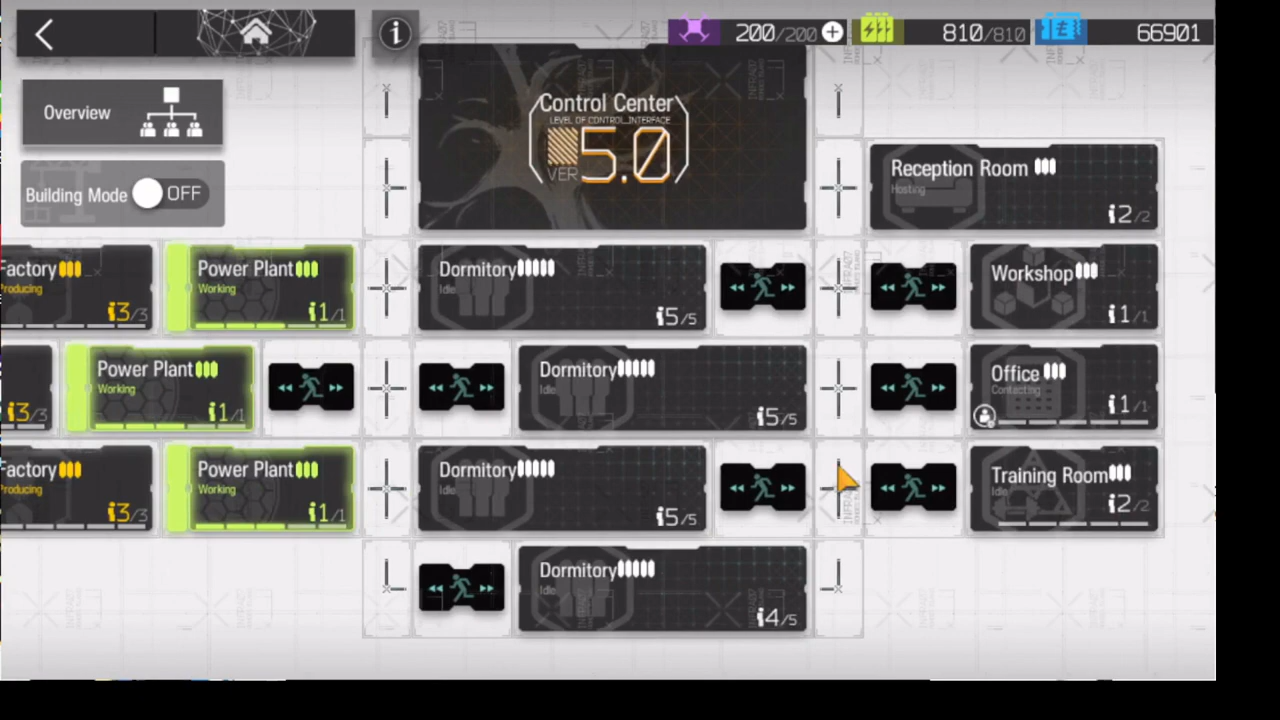 200/200
810/810
66901
Overview
Control Center
LEVEL OF CONTROL INTERFACE
VER 5.0
Building Mode OFF
Reception Room
Hosting
2/2
Factory
Producing
3/3
Power Plant
Working
1/1
Dormitory
Idle
5/5
Workshop
1/1
3/3
Power Plant
Working
1/1
Dormitory
Idle
5/5
Office
Contacting
1/1
Factory
Producing
3/3
Power Plant
Working
1/1
Dormitory
Idle
5/5
Training Room
Idle
2/2
Dormitory
Idle
4/5